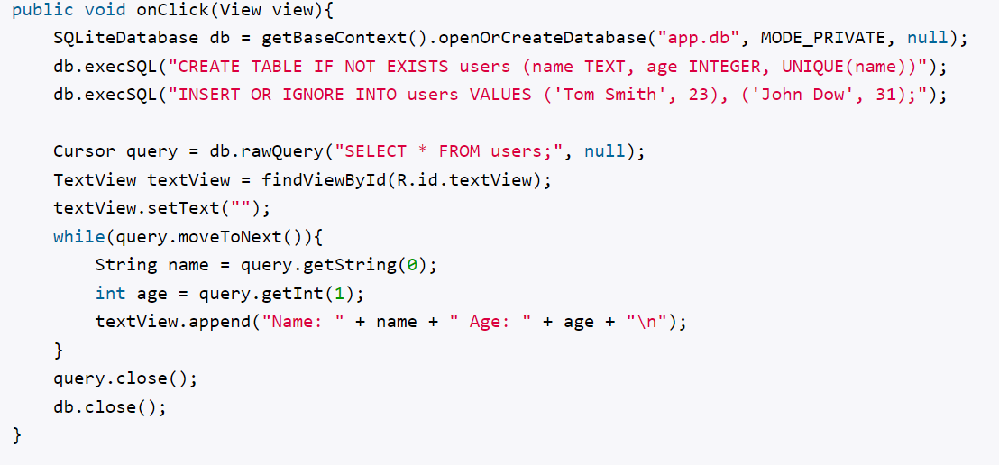 public void onClick(View view){
    SQLiteDatabase db = getBaseContext().openOrCreateDatabase("app.db", MODE_PRIVATE, null);
    db.execSQL("CREATE TABLE IF NOT EXISTS users (name TEXT, age INTEGER, UNIQUE(name))");
    db.execSQL("INSERT OR IGNORE INTO users VALUES ('Tom Smith', 23), ('John Dow', 31);");

    Cursor query = db.rawQuery("SELECT * FROM users;", null);
    TextView textView = findViewById(R.id.textView);
    textView.setText("");
    while(query.moveToNext()){
        String name = query.getString(0);
        int age = query.getInt(1);
        textView.append("Name: " + name + " Age: " + age + "\n");
    }
    query.close();
    db.close();
}